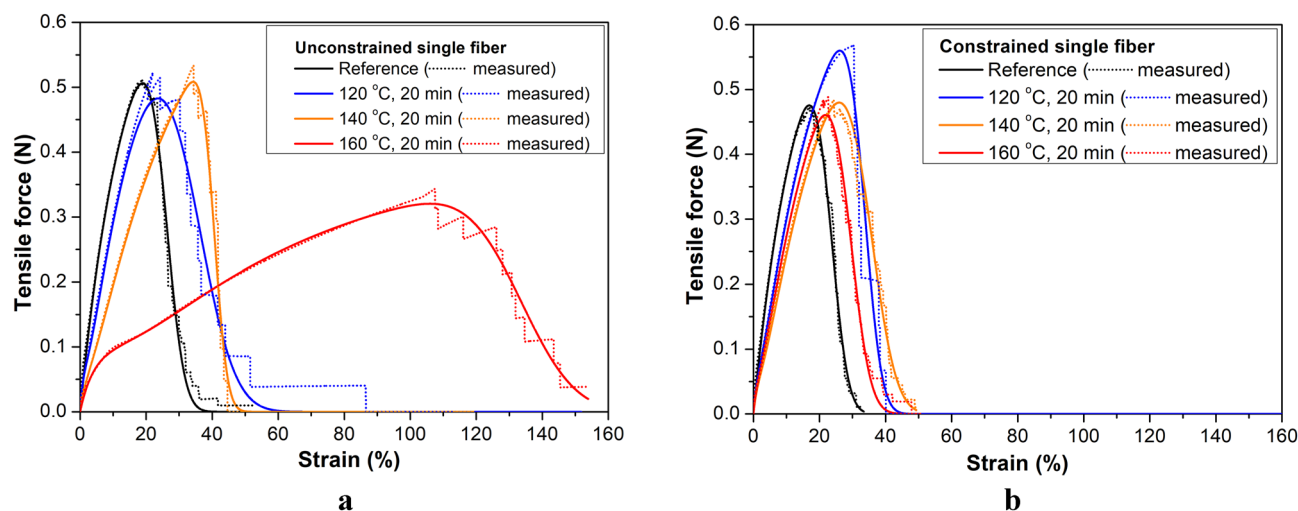 0.6
0.5
0.4
0.3
0.2
0.1
0.0
Tensile force (N)
Unconstrained single fiber
Reference ( measured)
120 °C, 20 min ( measured)
140 °C, 20 min ( measured)
160 °C, 20 min ( measured)
0 20 40 60 80 100 120 140 160
Strain (%)
a
0.6
0.5
0.4
0.3
0.2
0.1
0.0
Tensile force (N)
Constrained single fiber
Reference ( measured)
120 °C, 20 min ( measured)
140 °C, 20 min ( measured)
160 °C, 20 min ( measured)
0 20 40 60 80 100 120 140 160
Strain (%)
b